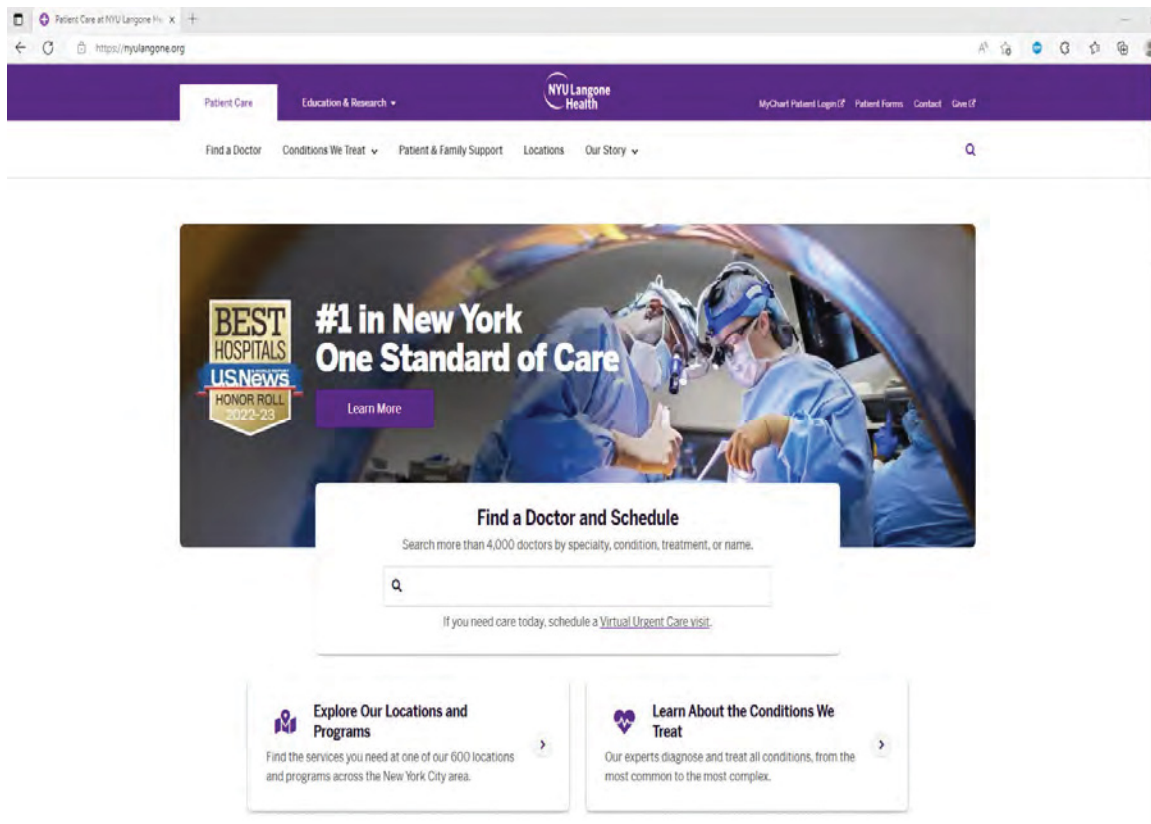 Patient Care at NYU Langone He
https://nyulangone.org
NYU Langone
Health
Patient Care
Education & Research
MyChart Patient Login
Patient Forms
Contact
Give
Find a Doctor
Conditions We Treat
Patient & Family Support
Locations
Our Story
BEST
HOSPITALS
U.S.News
HONOR ROLL
2022-23
#1 in New York
One Standard of Care
Learn More
Find a Doctor and Schedule
Search more than 4,000 doctors by specialty, condition, treatment, or name.
If you need care today, schedule a Virtual Urgent Care visit.
Explore Our Locations and
Programs
Find the services you need at one of our 600 locations
and programs across the New York City area.
Learn About the Conditions We
Treat
Our experts diagnose and treat all conditions, from the
most common to the most complex.